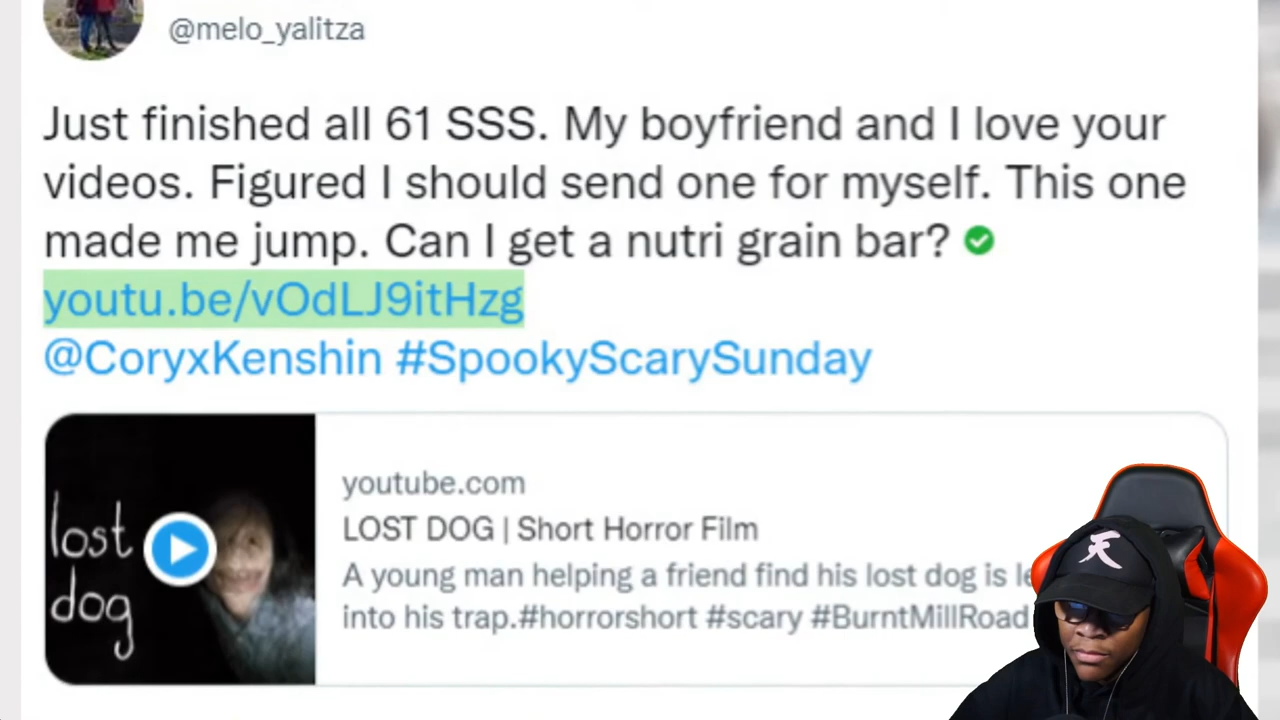 @melo_yalitza
Just finished all 61 SSS. My boyfriend and I love your
videos. Figured I should send one for myself. This one
made me jump. Can I get a nutri grain bar? ✅
youtu.be/vOdLJ9itHzg
@CoryxKenshin #SpookyScarySunday
lost
dog
youtube.com
LOST DOG | Short Horror Film
A young man helping a friend find his lost dog is
into his trap.#horrorshort #scary #BurntMillRoad